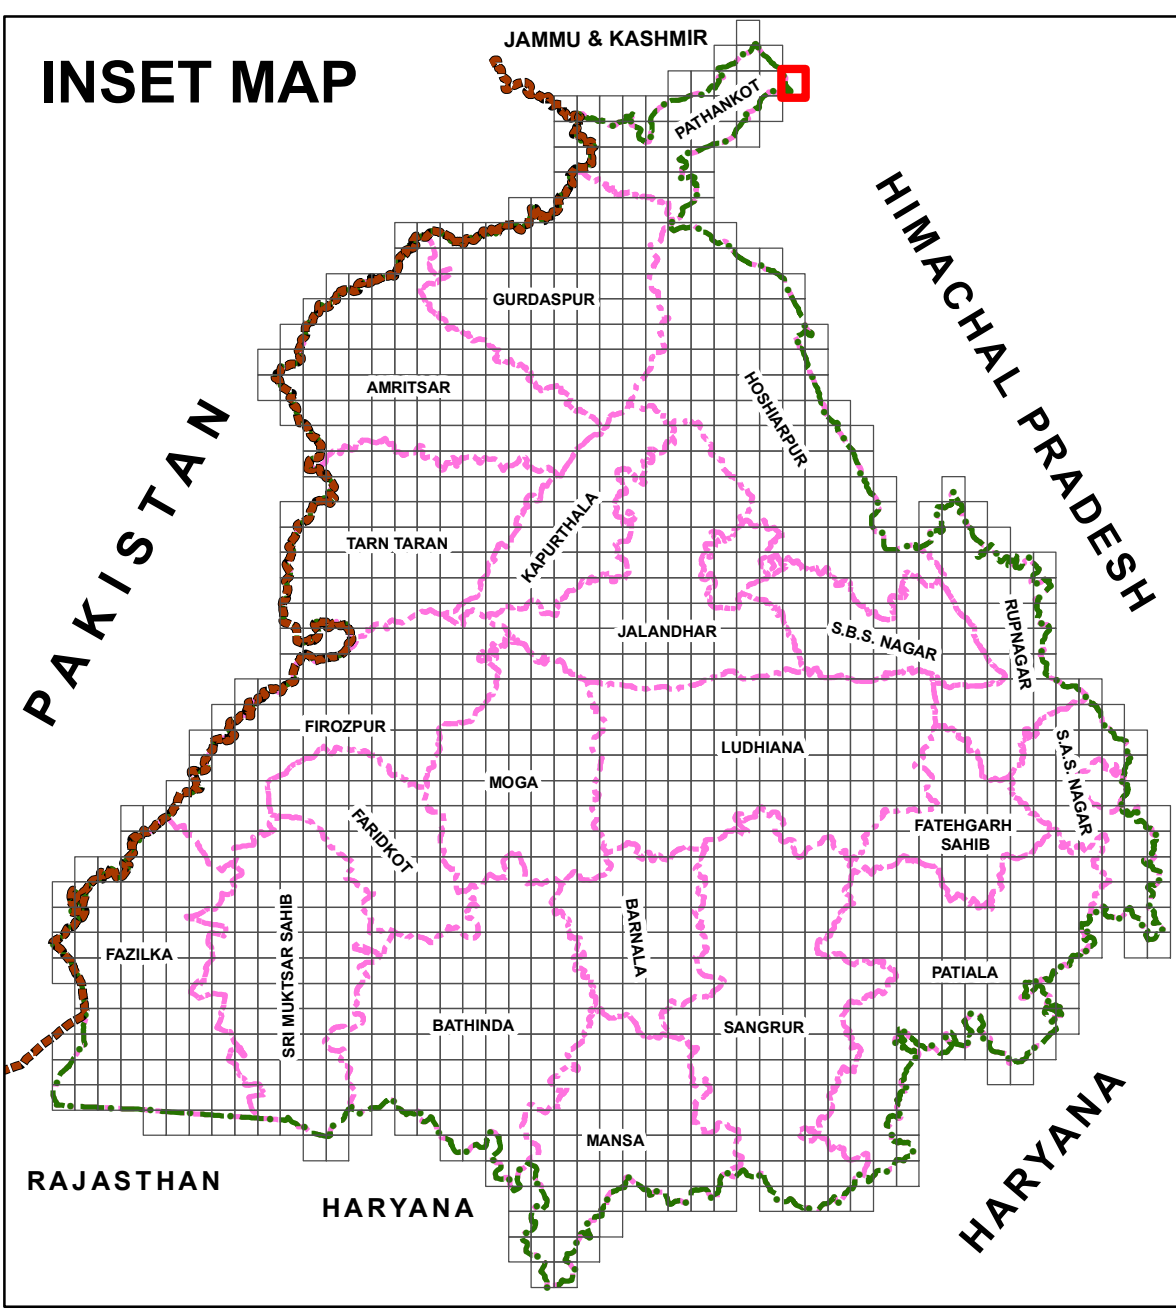 JAMMU & KASHMIR
INSET MAP
PATHANKOT
HIMACHAL PRADESH
GURDASPUR
AMRITSAR
HOSHIARPUR
PAKISTAN
KAPURTHALA
TARN TARAN
JALANDHAR
S.B.S. NAGAR
RUPNAGAR
FIROZPUR
LUDHIANA
S.A.S. NAGAR
MOGA
FARIDKOT
FATEHGARH
SAHIB
BARNALA
SRI MUKTSAR SAHIB
FAZILKA
PATIALA
BATHINDA
SANGRUR
MANSA
RAJASTHAN
HARYANA
HARYANA